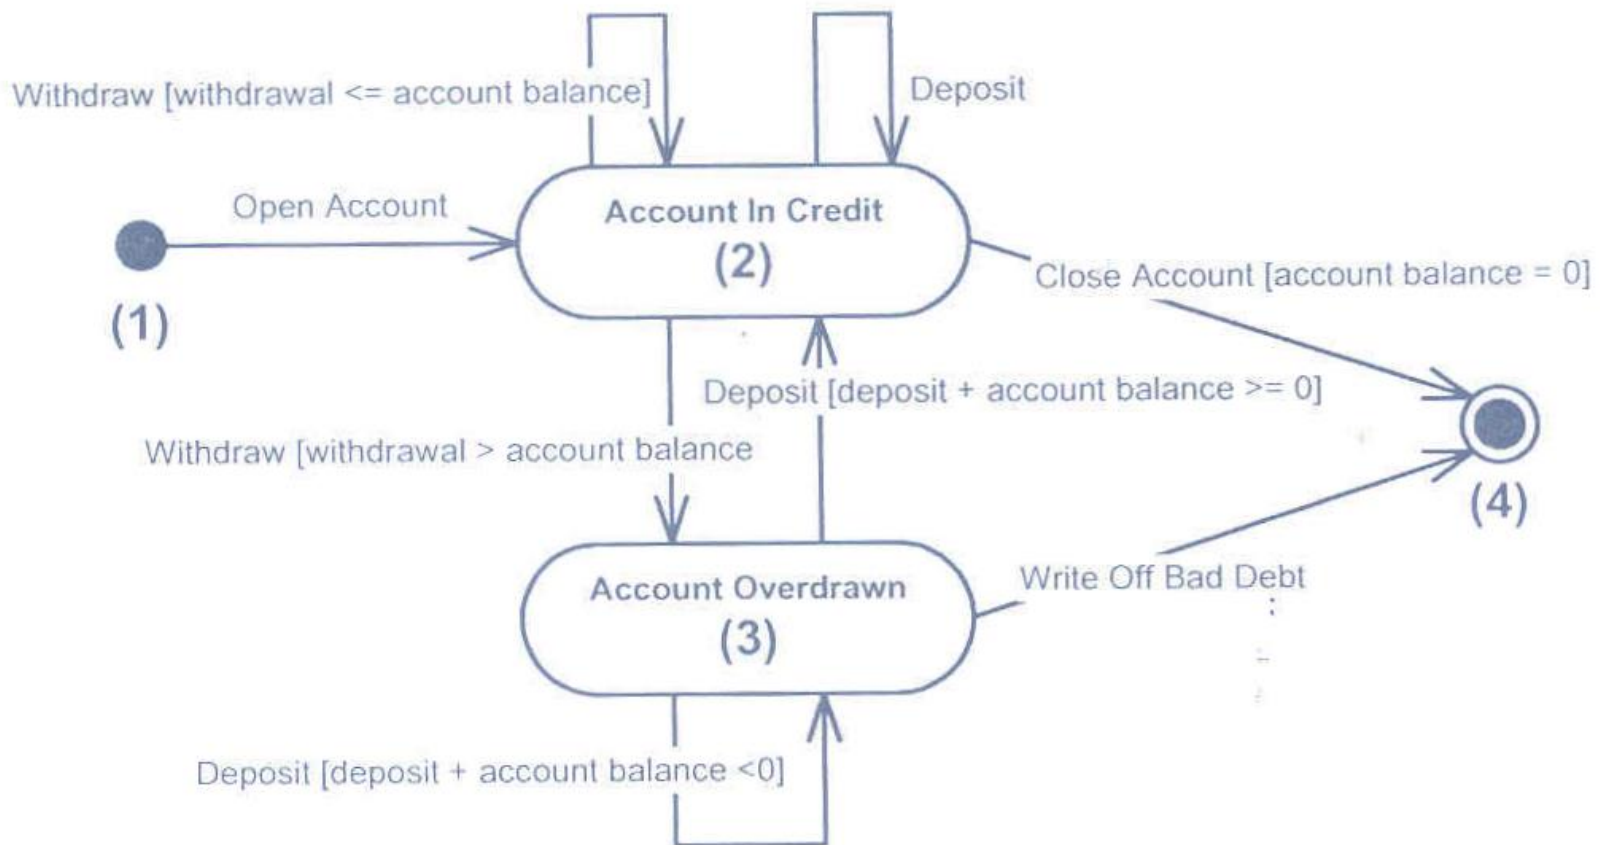 Withdraw [withdrawal <= account balance]
Deposit
Open Account
Account In Credit
(2)
(1)
Close Account [account balance = 0]
Deposit [deposit + account balance >= 0]
Withdraw [withdrawal > account balance
(4)
Account Overdrawn
(3)
Write Off Bad Debt
Deposit [deposit + account balance <0]